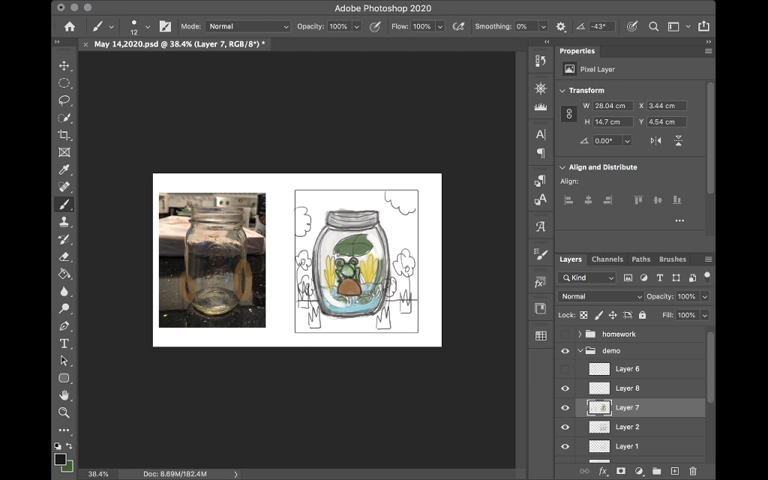 Adobe Photoshop 2020
12
Mode: Normal
Opacity: 100%
Flow: 100%
Smoothing: 0%
-43°
May 14,2020.psd @ 38.4% (Layer 7, RGB/8*) *
Properties
Pixel Layer
Transform
W 28.04 cm X 3.44 cm
H 14.7 cm Y 4.54 cm
0.00°
Align and Distribute
Align:
Layers Channels Paths Brushes
Kind
Normal Opacity: 100%
Lock: Fill: 100%
homework
demo
Layer 6
Layer 8
Layer 7
Layer 2
Layer 1
38.4% Doc: 8.69M/182.4M